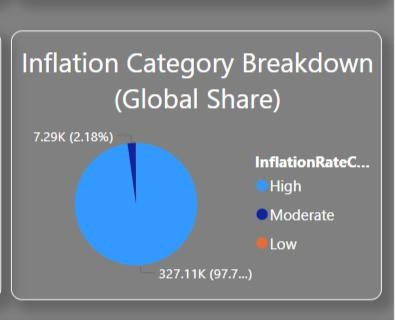 Inflation Category Breakdown
(Global Share)
7.29K (2.18%)
InflationRateC...
High
Moderate
Low
327.11K (97.7...)